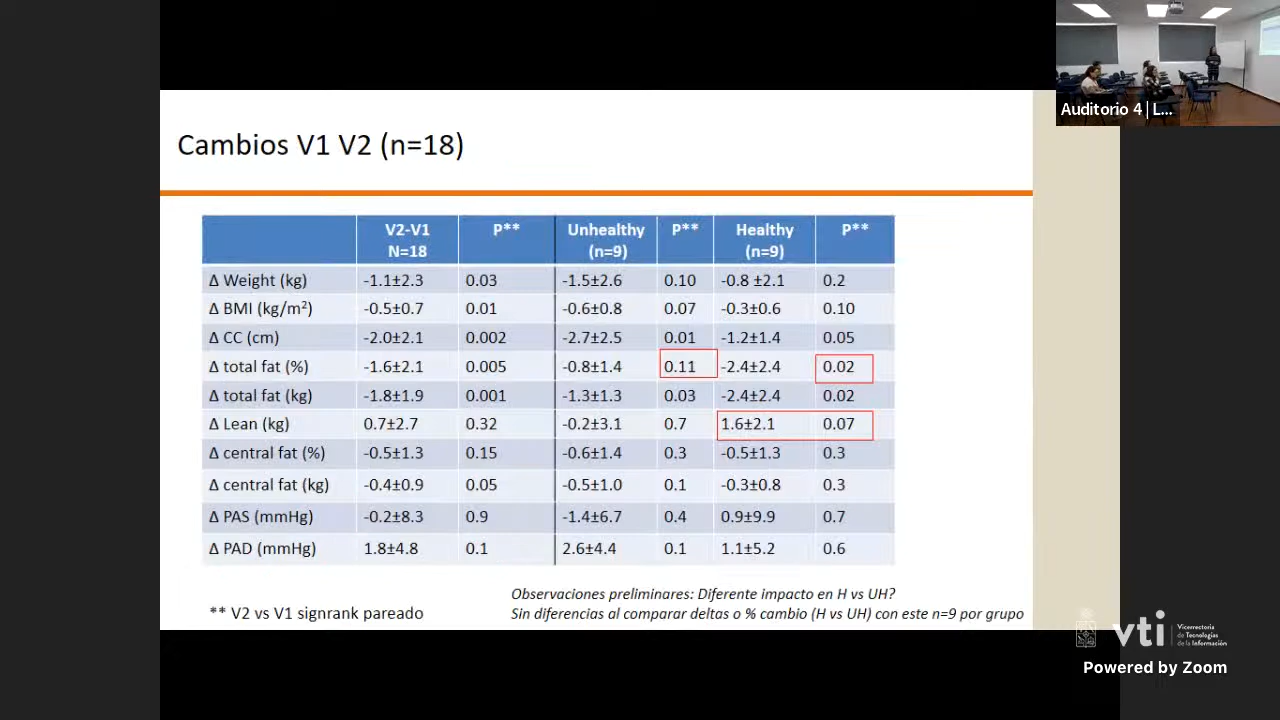 Auditorio 4 | L...
Cambios V1 V2 (n=18)
V2-V1 N=18 P** Unhealthy (n=9) P** Healthy (n=9) P**
Δ Weight (kg) -1.1±2.3 0.03 -1.5±2.6 0.10 -0.8 ±2.1 0.2
Δ BMI (kg/m²) -0.5±0.7 0.01 -0.6±0.8 0.07 -0.3±0.6 0.10
Δ CC (cm) -2.0±2.1 0.002 -2.7±2.5 0.01 -1.2±1.4 0.05
Δ total fat (%) -1.6±2.1 0.005 -0.8±1.4 0.11 -2.4±2.4 0.02
Δ total fat (kg) -1.8±1.9 0.001 -1.3±1.3 0.03 -2.4±2.4 0.02
Δ Lean (kg) 0.7±2.7 0.32 -0.2±3.1 0.7 1.6±2.1 0.07
Δ central fat (%) -0.5±1.3 0.15 -0.6±1.4 0.3 -0.5±1.3 0.3
Δ central fat (kg) -0.4±0.9 0.05 -0.5±1.0 0.1 -0.3±0.8 0.3
Δ PAS (mmHg) -0.2±8.3 0.9 -1.4±6.7 0.4 0.9±9.9 0.7
Δ PAD (mmHg) 1.8±4.8 0.1 2.6±4.4 0.1 1.1±5.2 0.6
Observaciones preliminares: Diferente impacto en H vs UH?
** V2 vs V1 signrank pareado
Sin diferencias al comparar deltas o % cambio (H vs UH) con este n=9 por grupo
vti
Vicerrectoría
de Tecnologías
de la Información
Powered by Zoom